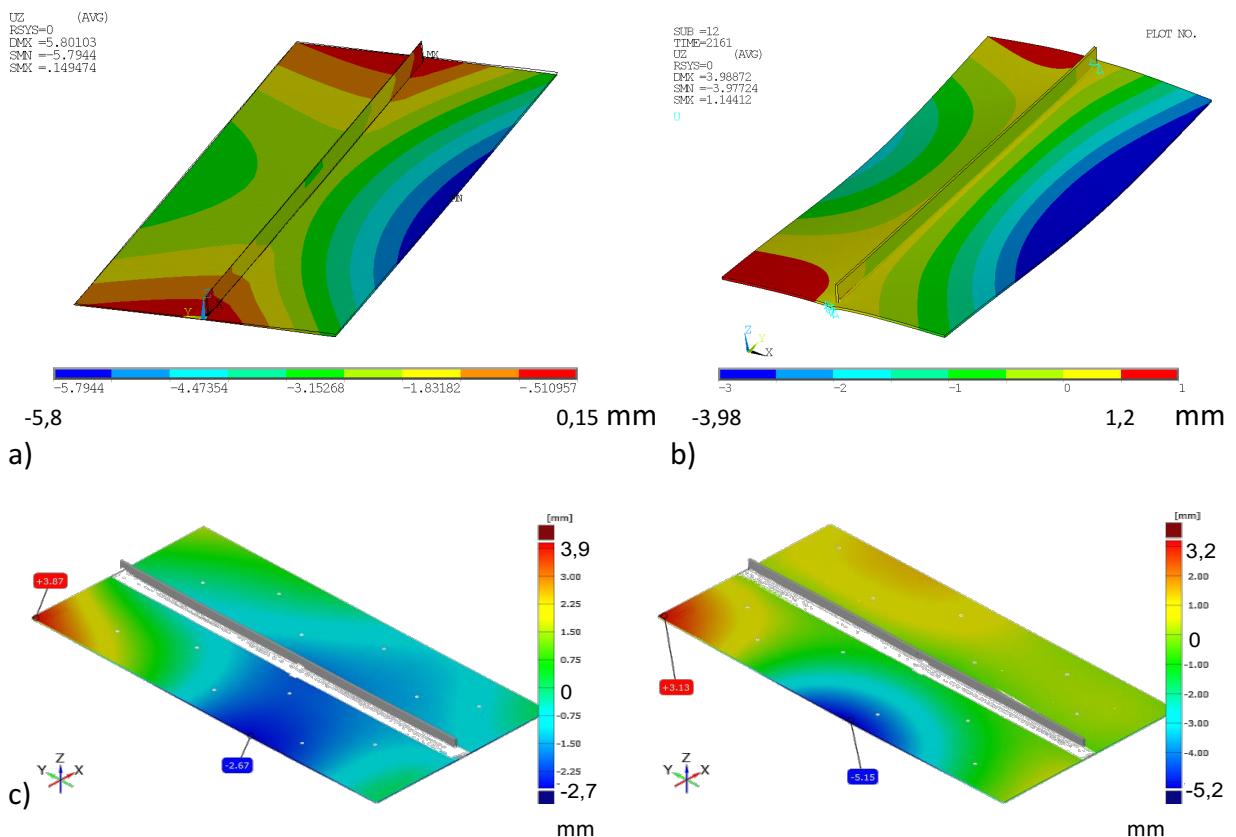 UZ (AVG)
RSYS=0
DMX =5.80103
SMN =-5.7944
SMX =.149474
MX
MN
Z
Y
-5.7944 -4.47354 -3.15268 -1.83182 -.510957
-5,8 0,15 mm
a)
SUB =12
TIME=2161
UZ (AVG)
RSYS=0
DMX =3.98872
SMN =-3.97724
SMX =1.14412
U
PLOT NO.
Z
Y
X
-3 -2 -1 0 1
-3,98 1,2 mm
b)
[mm]
3,9
3.00
2.25
1.50
0.75
0
-0.75
-1.50
-2.25
-2,7
mm
+3.87
-2.67
Z
Y X
c)
[mm]
3,2
2.00
1.00
0
-1.00
-2.00
-3.00
-4.00
-5,2
mm
+3.13
-5.15
Z
Y X